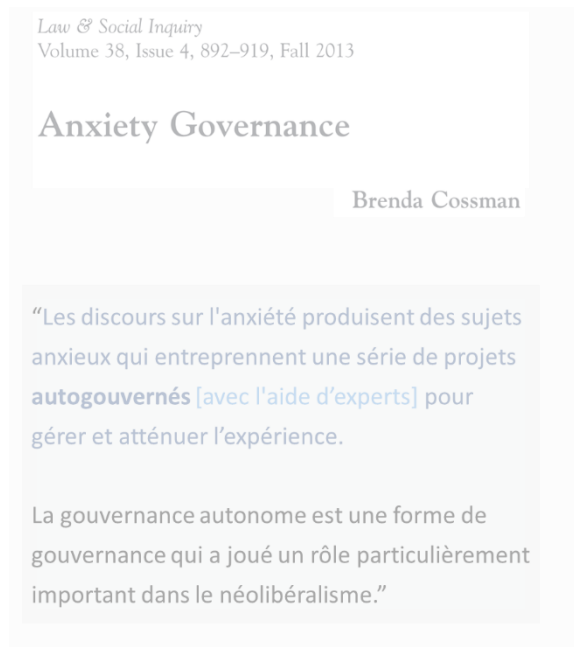 Law & Social Inquiry
Volume 38, Issue 4, 892–919, Fall 2013
Anxiety Governance
Brenda Cossman
“Les discours sur l'anxiété produisent des sujets
anxieux qui entreprennent une série de projets
autogouvernés [avec l'aide d’experts] pour
gérer et atténuer l’expérience.
La gouvernance autonome est une forme de
gouvernance qui a joué un rôle particulièrement
important dans le néolibéralisme.”